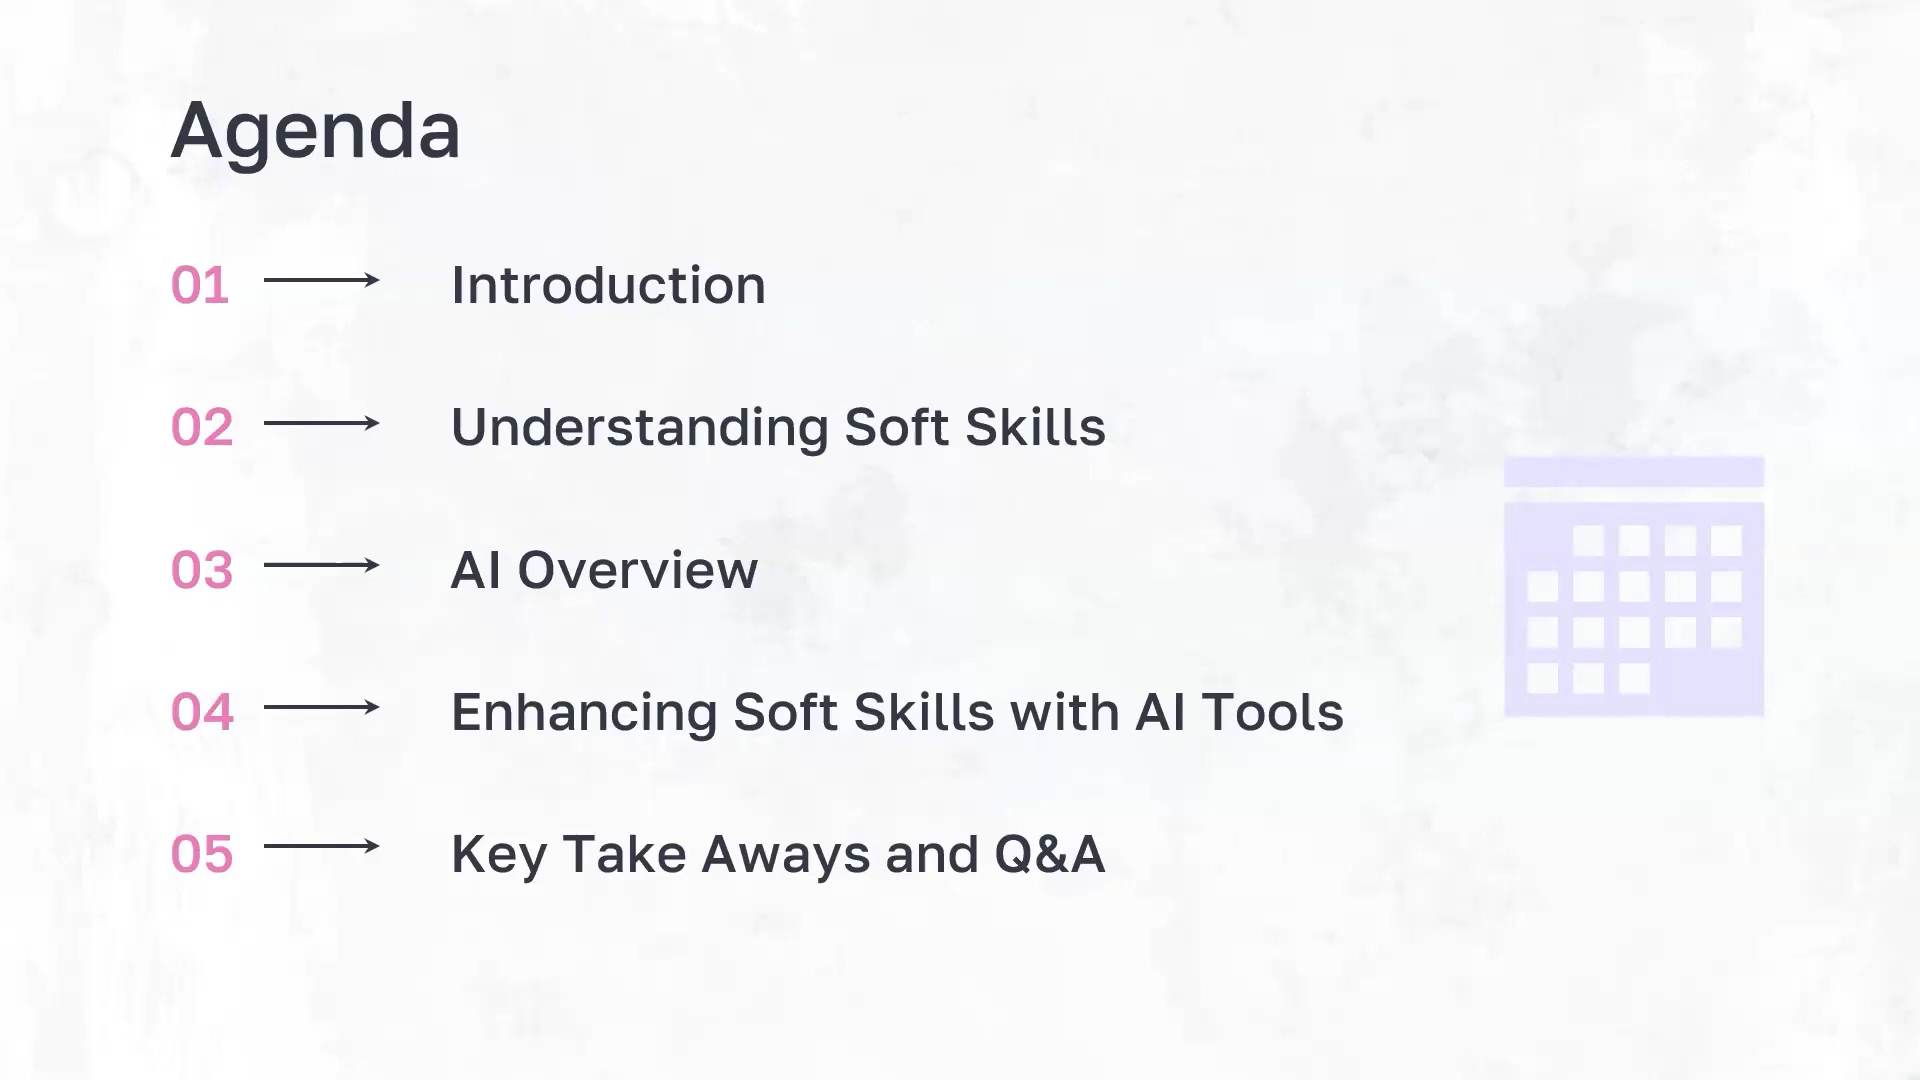 Agenda
01 Introduction
02 Understanding Soft Skills
03 AI Overview
04 Enhancing Soft Skills with AI Tools
05 Key Take Aways and Q&A